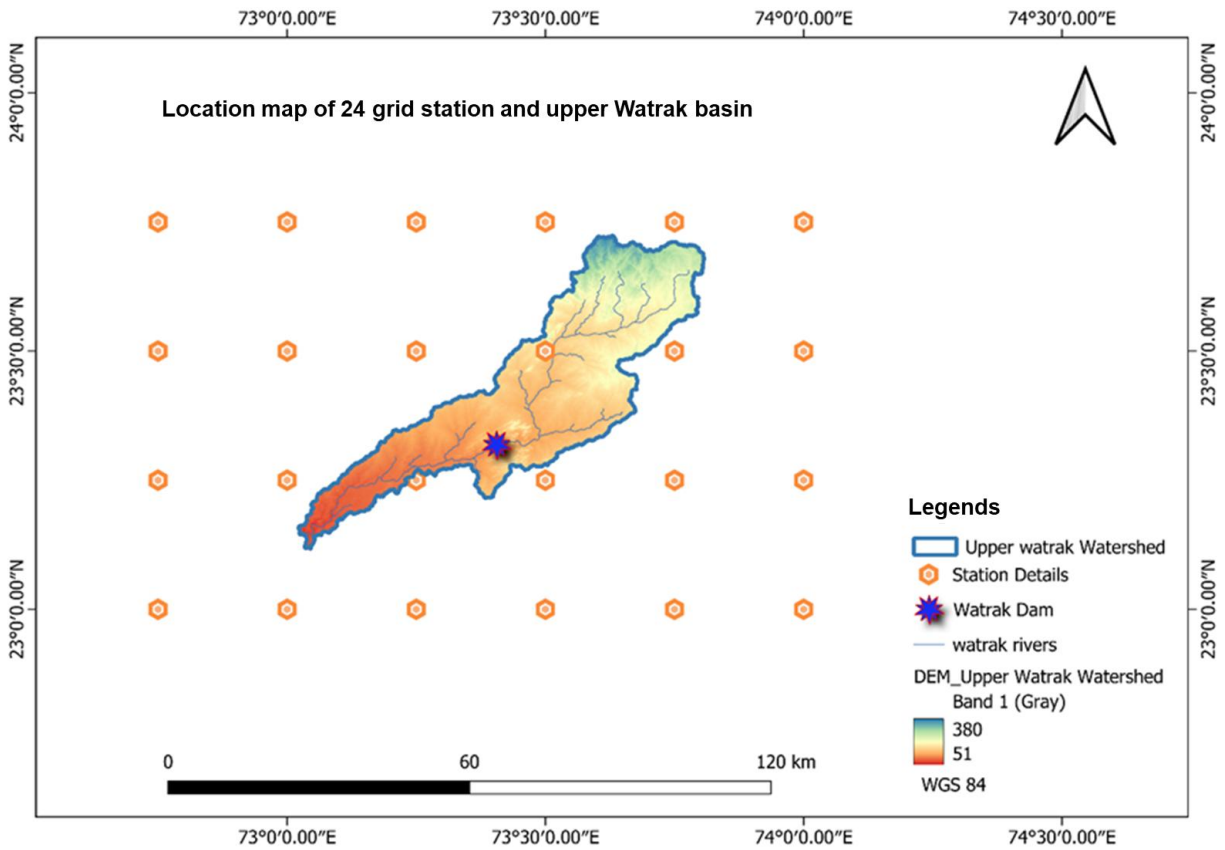 73°0′0.00″E 73°30′0.00″E 74°0′0.00″E 74°30′0.00″E
24°0′0.00″N 24°0′0.00″N
Location map of 24 grid station and upper Watrak basin
23°30′0.00″N 23°30′0.00″N
Legends
Upper watrak Watershed
Station Details
23°0′0.00″N 23°0′0.00″N
Watrak Dam
watrak rivers
DEM_Upper Watrak Watershed
Band 1 (Gray)
380
51
WGS 84
0 60 120 km
73°0′0.00″E 73°30′0.00″E 74°0′0.00″E 74°30′0.00″E